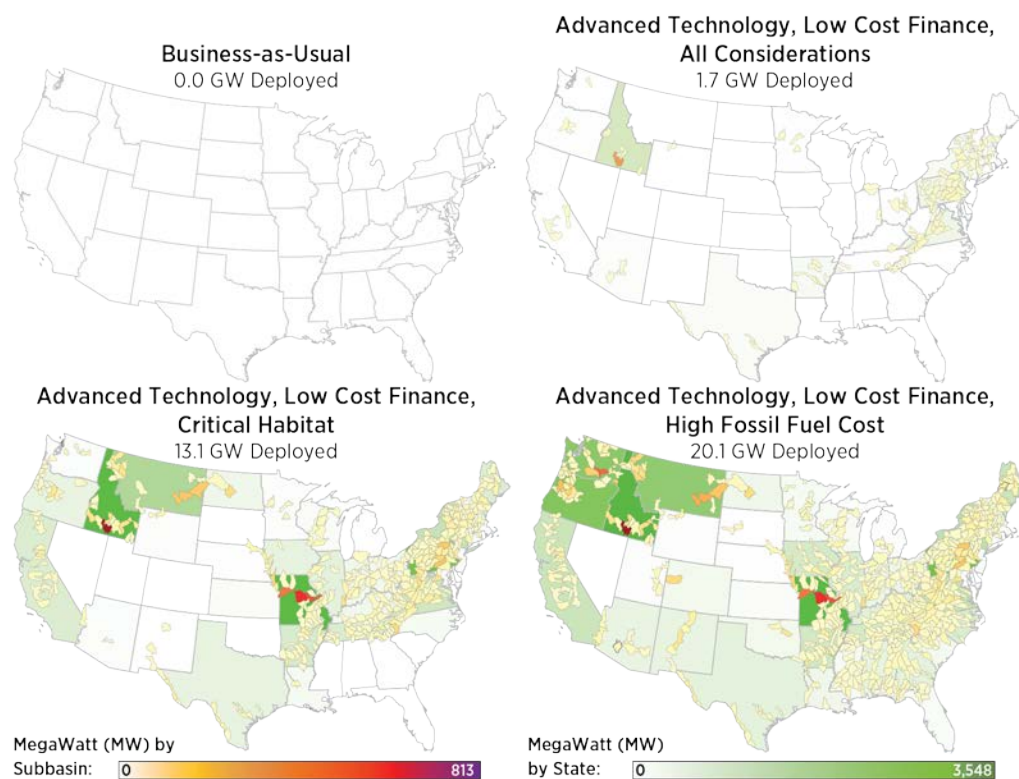 Business-as-Usual
0.0 GW Deployed
Advanced Technology, Low Cost Finance,
All Considerations
1.7 GW Deployed
Advanced Technology, Low Cost Finance,
Critical Habitat
13.1 GW Deployed
Advanced Technology, Low Cost Finance,
High Fossil Fuel Cost
20.1 GW Deployed
MegaWatt (MW) by
Subbasin: 0 813
MegaWatt (MW)
by State: 0 3,548